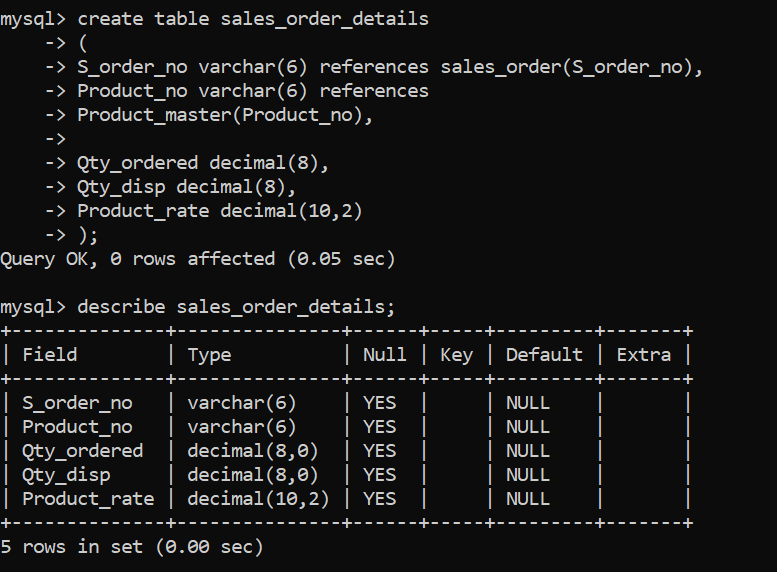 mysql> create table sales_order_details
    -> (
    -> S_order_no varchar(6) references sales_order(S_order_no),
    -> Product_no varchar(6) references
    -> Product_master(Product_no),
    ->
    -> Qty_ordered decimal(8),
    -> Qty_disp decimal(8),
    -> Product_rate decimal(10,2)
    -> );
Query OK, 0 rows affected (0.05 sec)

mysql> describe sales_order_details;
+--------------+---------------+------+-----+---------+-------+
| Field        | Type          | Null | Key | Default | Extra |
+--------------+---------------+------+-----+---------+-------+
| S_order_no   | varchar(6)    | YES  |     | NULL    |       |
| Product_no   | varchar(6)    | YES  |     | NULL    |       |
| Qty_ordered  | decimal(8,0)  | YES  |     | NULL    |       |
| Qty_disp     | decimal(8,0)  | YES  |     | NULL    |       |
| Product_rate | decimal(10,2) | YES  |     | NULL    |       |
+--------------+---------------+------+-----+---------+-------+
5 rows in set (0.00 sec)